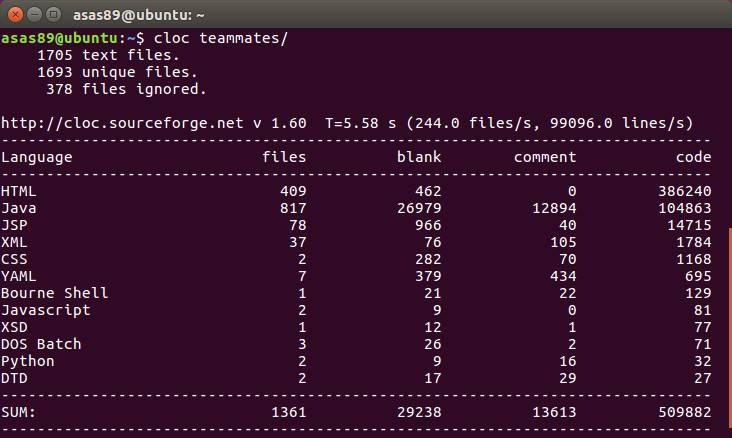 asas89@ubuntu: ~
asas89@ubuntu:~$ cloc teammates/
    1705 text files.
    1693 unique files.
     378 files ignored.
http://cloc.sourceforge.net v 1.60  T=5.58 s (244.0 files/s, 99096.0 lines/s)
-------------------------------------------------------------------------------
Language                     files          blank        comment           code
-------------------------------------------------------------------------------
HTML                           409            462              0         386240
Java                           817          26979          12894         104863
JSP                             78            966             40          14715
XML                             37             76            105           1784
CSS                              2            282             70           1168
YAML                             7            379            434            695
Bourne Shell                     1             21             22            129
Javascript                       2              9              0             81
XSD                              1             12              1             77
DOS Batch                        3             26              2             71
Python                           2              9             16             32
DTD                              2             17             29             27
-------------------------------------------------------------------------------
SUM:                          1361          29238          13613         509882
-------------------------------------------------------------------------------